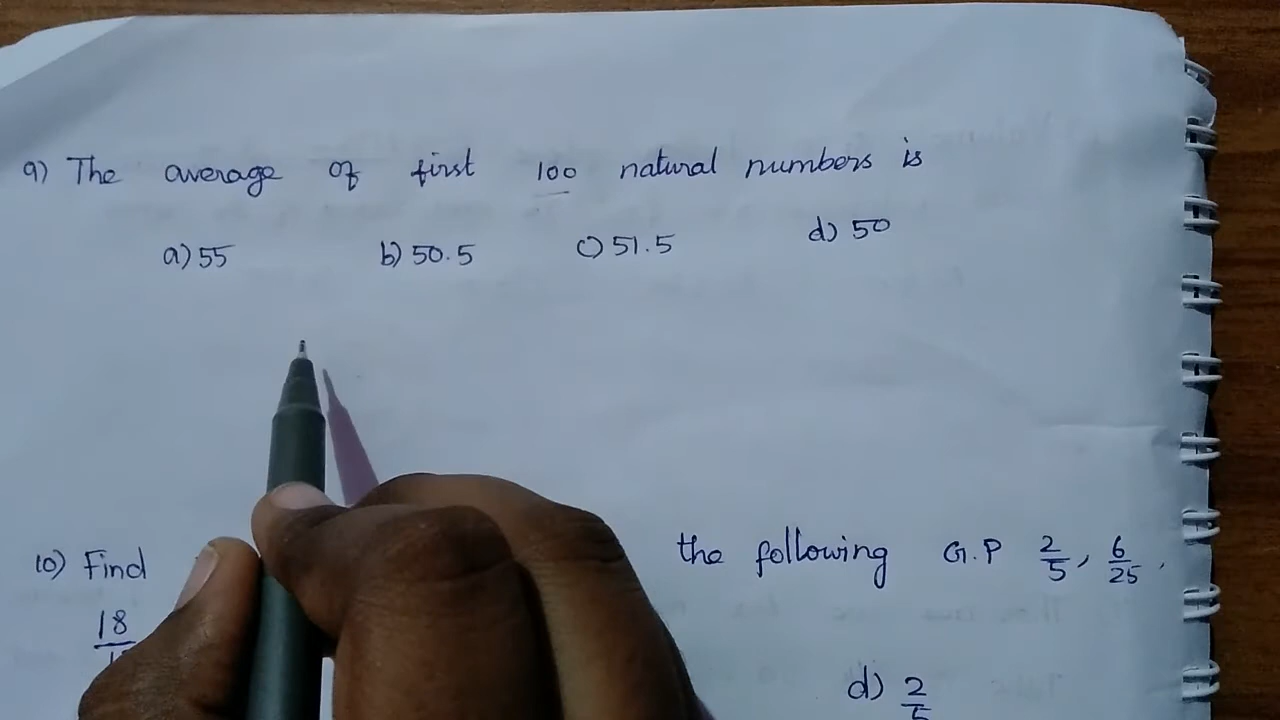 9) The average of first 100 natural numbers is
a) 55 b) 50.5 c) 51.5 d) 50
10) Find the following G.P 2/5, 6/25,
18
d) 2/5